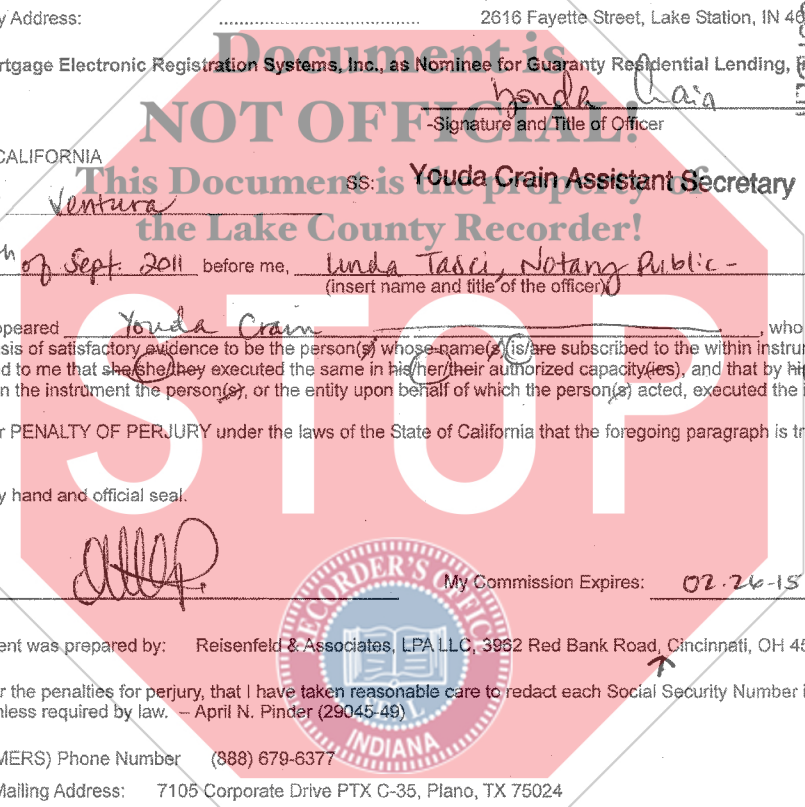 y Address: .................................... 2616 Fayette Street, Lake Station, IN 46
Document is
rtgage Electronic Registration Systems, Inc., as Nominee for Guaranty Residential Lending,
Youda Crain
NOT OFFICIAL!
-Signature and Title of Officer
CALIFORNIA
This Document is the property of
SS: Youda Crain Assistant Secretary
Ventura
the Lake County Recorder!
of Sept. 2011 before me, Linda Tasci, Notary Public -
(insert name and title of the officer)
ppeared Youda Crain , who
sis of satisfactory evidence to be the person(s) whose name(s) is/are subscribed to the within instru
d to me that she/she/they executed the same in his/her/their authorized capacity(ies), and that by hi
n the instrument the person(s), or the entity upon behalf of which the person(s) acted, executed the i
r PENALTY OF PERJURY under the laws of the State of California that the foregoing paragraph is tr
STOP
y hand and official seal.
My Commission Expires: 02-26-15
RECORDER'S OFFICE
ent was prepared by: Reisenfeld & Associates, LPA LLC, 3962 Red Bank Road, Cincinnati, OH 45
r the penalties for perjury, that I have taken reasonable care to redact each Social Security Number i
nless required by law. – April N. Pinder (29045-49)
INDIANA
MERS) Phone Number (888) 679-6377
Mailing Address: 7105 Corporate Drive PTX C-35, Plano, TX 75024